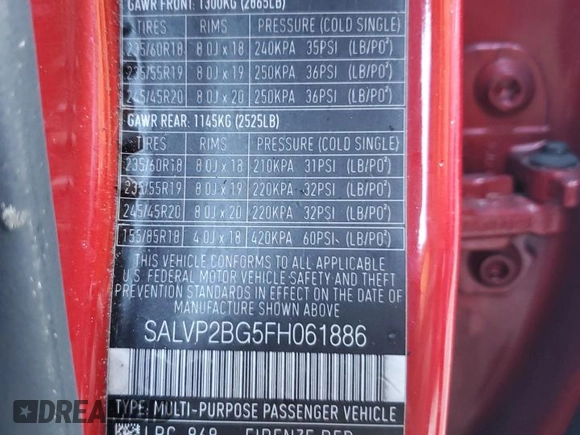 GAWR FRONT: 1300KG (2865LB)
TIRES RIMS PRESSURE (COLD SINGLE)
235/60R18 8.0J x 18 240KPA 35PSI (LB/PO²)
235/55R19 8.0J x 19 250KPA 36PSI (LB/PO²)
245/45R20 8.0J x 20 250KPA 36PSI (LB/PO²)
GAWR REAR: 1145KG (2525LB)
TIRES RIMS PRESSURE (COLD SINGLE)
235/60R18 8.0J x 18 210KPA 31PSI (LB/PO²)
235/55R19 8.0J x 19 220KPA 32PSI (LB/PO²)
245/45R20 8.0J x 20 220KPA 32PSI (LB/PO²)
155/85R18 4.0J x 18 420KPA 60PSI (LB/PO²)
THIS VEHICLE CONFORMS TO ALL APPLICABLE
U.S. FEDERAL MOTOR VEHICLE SAFETY AND THEFT
PREVENTION STANDARDS IN EFFECT ON THE DATE OF
MANUFACTURE SHOWN ABOVE
SALVP2BG5FH061886
TYPE: MULTI-PURPOSE PASSENGER VEHICLE
LRC 868 FIRENZE RED